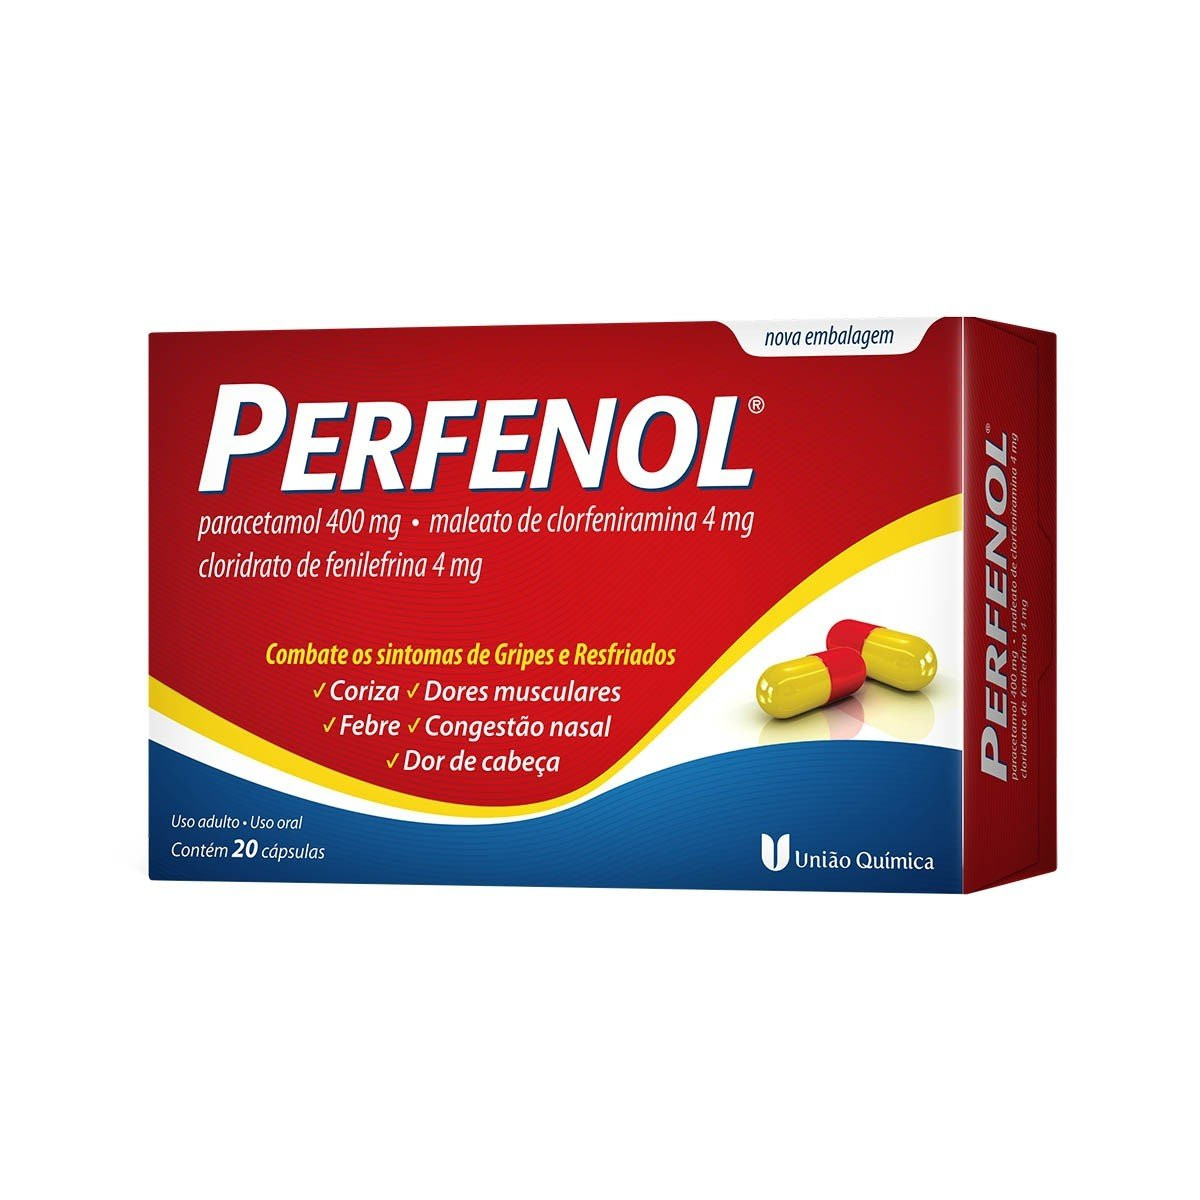 nova embalagem
PERFENOL®
paracetamol 400 mg • maleato de clorfeniramina 4 mg
cloridrato de fenilefrina 4 mg
Combate os sintomas de Gripes e Resfriados
✓Coriza ✓Dores musculares
✓Febre ✓Congestão nasal
✓Dor de cabeça
Uso adulto • Uso oral
Contém 20 cápsulas
União Química
PERFENOL®
paracetamol 400 mg • maleato de clorfeniramina 4 mg
cloridrato de fenilefrina 4 mg